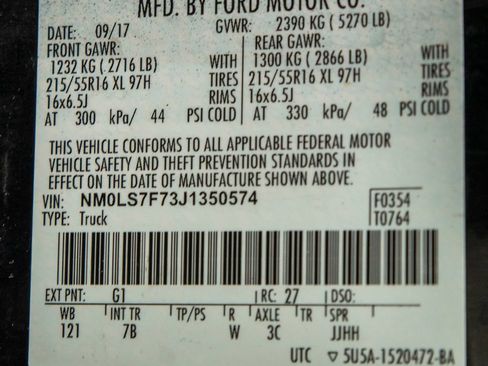 MFD. BY FORD MOTOR CO.
DATE: 09/17 GVWR: 2390 KG ( 5270 LB)
FRONT GAWR: REAR GAWR:
1232 KG ( 2716 LB) WITH 1300 KG ( 2866 LB) WITH
215/55R16 XL 97H TIRES 215/55R16 XL 97H TIRES
16x6.5J RIMS 16x6.5J RIMS
AT 300 kPa/ 44 PSI COLD AT 330 kPa/ 48 PSI COLD
THIS VEHICLE CONFORMS TO ALL APPLICABLE FEDERAL MOTOR
VEHICLE SAFETY AND THEFT PREVENTION STANDARDS IN
EFFECT ON THE DATE OF MANUFACTURE SHOWN ABOVE.
VIN: NM0LS7F73J1350574 F0354
TYPE: Truck T0764
EXT PNT: G1 RC: 27 DSO:
WB INT TR TP/PS R AXLE TR SPR
121 7B W 3C JJHH
UTC ▽ 5U5A-1520472-BA